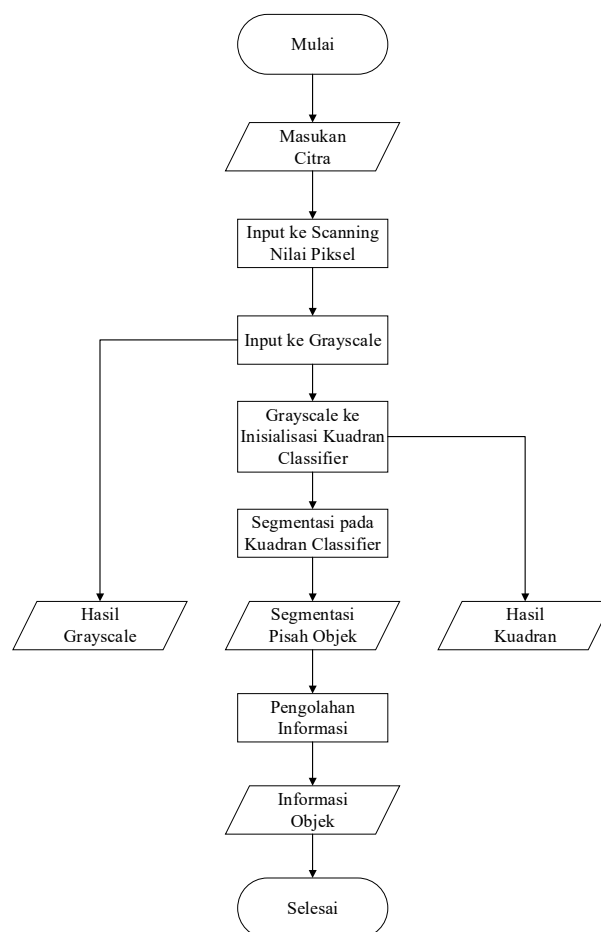 Mulai
Masukan
Citra
Input ke Scanning
Nilai Piksel
Input ke Grayscale
Grayscale ke
Inisialisasi Kuadran
Classifier
Segmentasi pada
Kuadran Classifier
Hasil
Grayscale
Segmentasi
Pisah Objek
Hasil
Kuadran
Pengolahan
Informasi
Informasi
Objek
Selesai